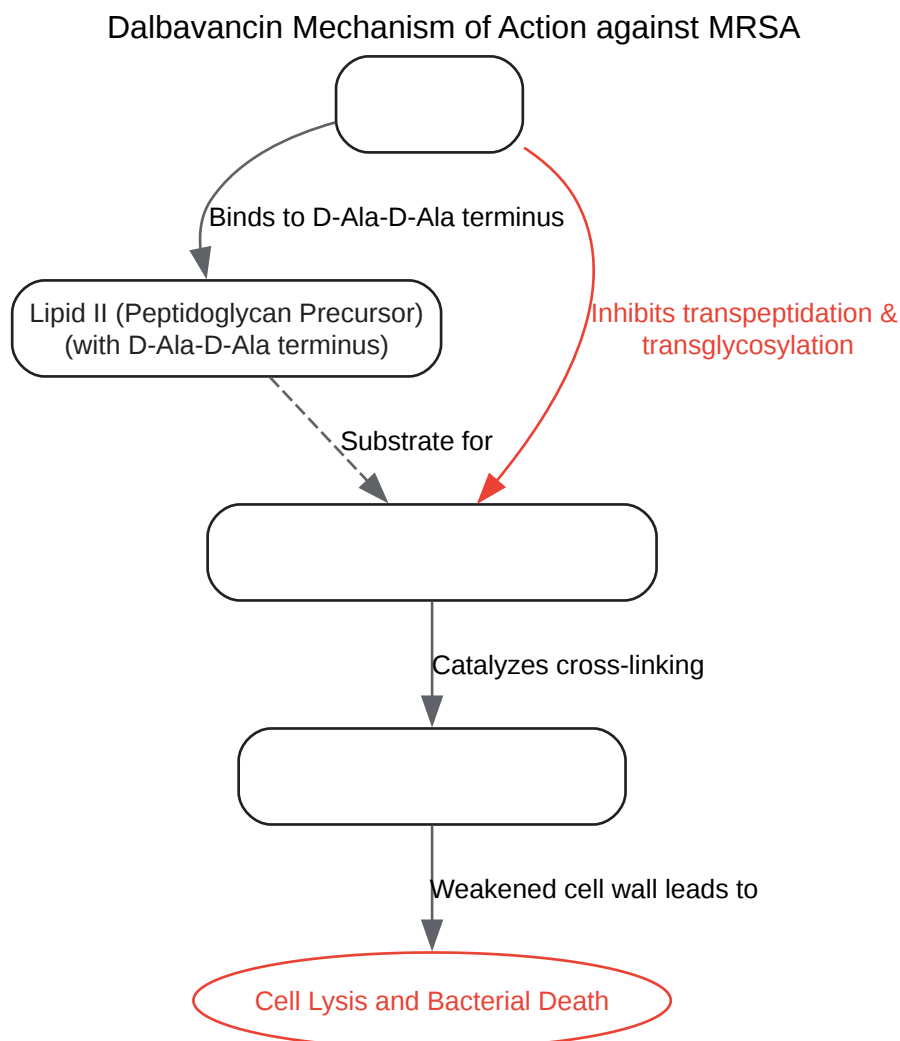 Dalbavancin Mechanism of Action against MRSA
Binds to D-Ala-D-Ala terminus
Lipid II (Peptidoglycan Precursor)
(with D-Ala-D-Ala terminus)
Inhibits transpeptidation &
transglycosylation
Substrate for
Catalyzes cross-linking
Weakened cell wall leads to
Cell Lysis and Bacterial Death